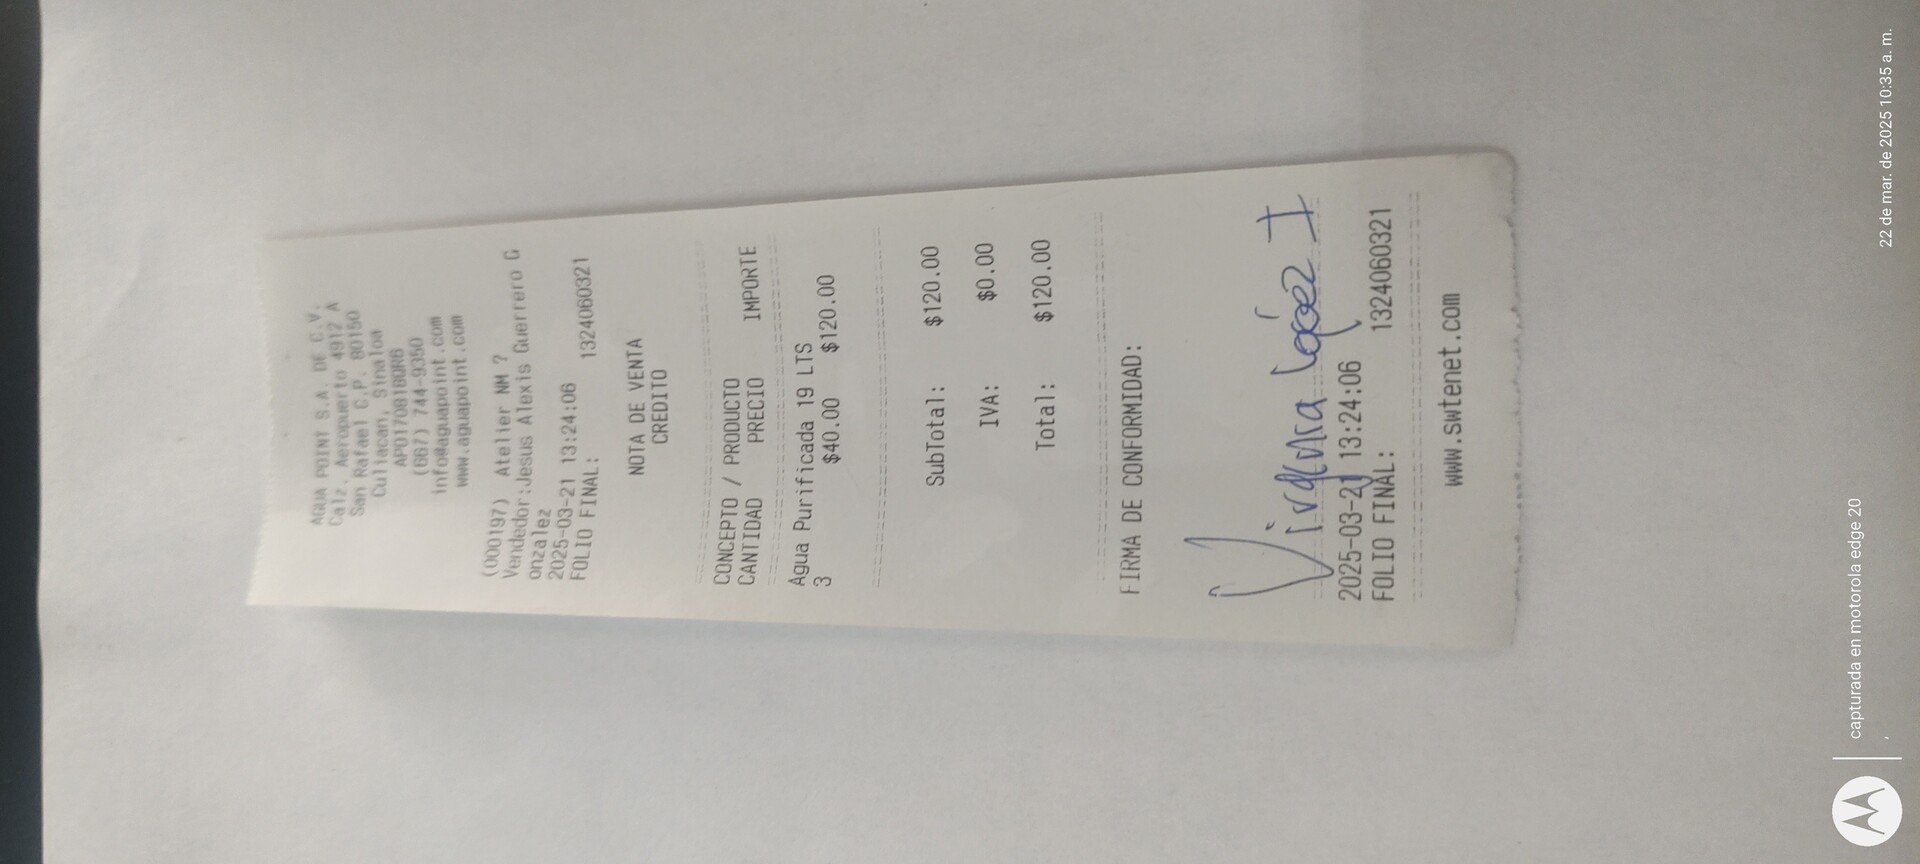 AGUA POINT S.A. DE C.V.
Calz. Aeropuerto 4912 A
San Rafael C.P. 80150
Culiacan, Sinaloa
APO170818QR6
(667) 744-9350
info@aguapoint.com
www.aguapoint.com
(000197) Atelier NM ?
Vendedor:Jesus Alexis Guerrero G
onzalez
2025-03-21 13:24:06
FOLIO FINAL: 1324060321
NOTA DE VENTA
CREDITO
CONCEPTO / PRODUCTO
CANTIDAD PRECIO IMPORTE
Agua Purificada 19 LTS
3 $40.00 $120.00
SubTotal: $120.00
IVA: $0.00
Total: $120.00
FIRMA DE CONFORMIDAD:
Virginia López I
2025-03-21 13:24:06
FOLIO FINAL: 1324060321
www.swtenet.com
capturada en motorola edge 20
,
22 de mar. de 2025 10:35 a. m.